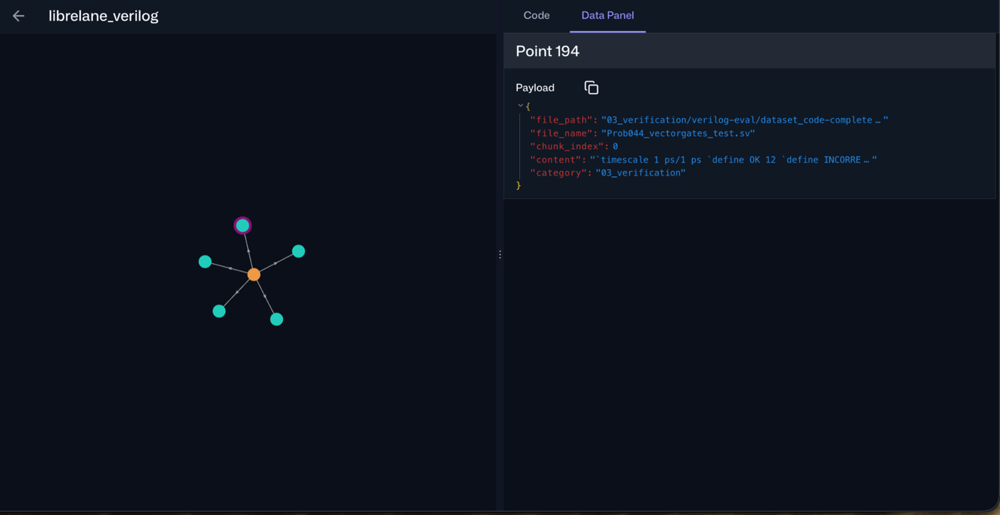 librelane_verilog
Code
Data Panel
Point 194
Payload
{
"file_path": "03_verification/verilog-eval/dataset_code-complete…"
"file_name": "Prob044_vectorgates_test.sv"
"chunk_index": 0
"content": "`timescale 1 ps/1 ps `define OK 12 `define INCORRE…"
"category": "03_verification"
}